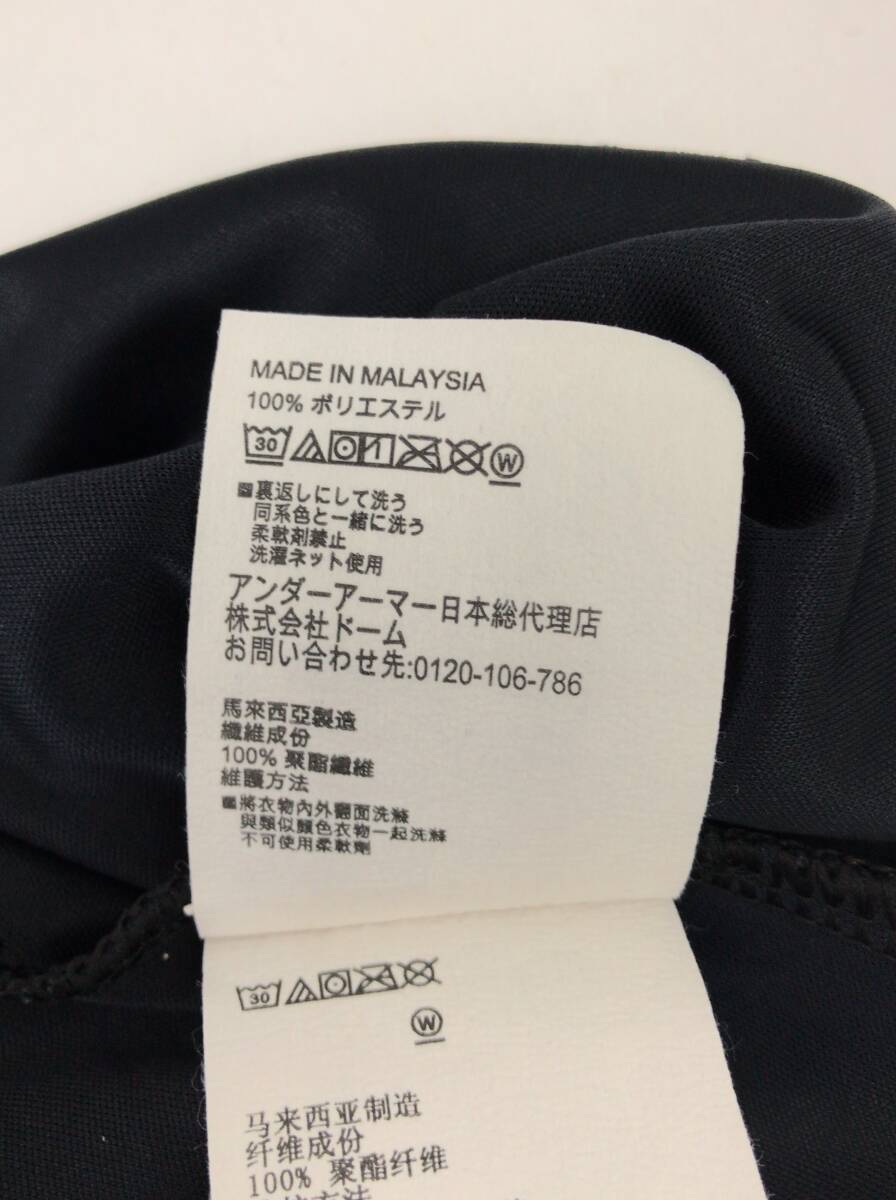 MADE IN MALAYSIA
100% ポリエステル
30 W
裏返しにして洗う
同系色と一緒に洗う
柔軟剤禁止
洗濯ネット使用
アンダーアーマー日本総代理店
株式会社ドーム
お問い合わせ先:0120-106-786
馬來西亞製造
纖維成份
100% 聚酯纖維
維護方法
將衣物內外翻面洗滌
與類似顏色衣物一起洗滌
不可使用柔軟劑
30
W
马来西亚制造
纤维成份
100% 聚酯纤维